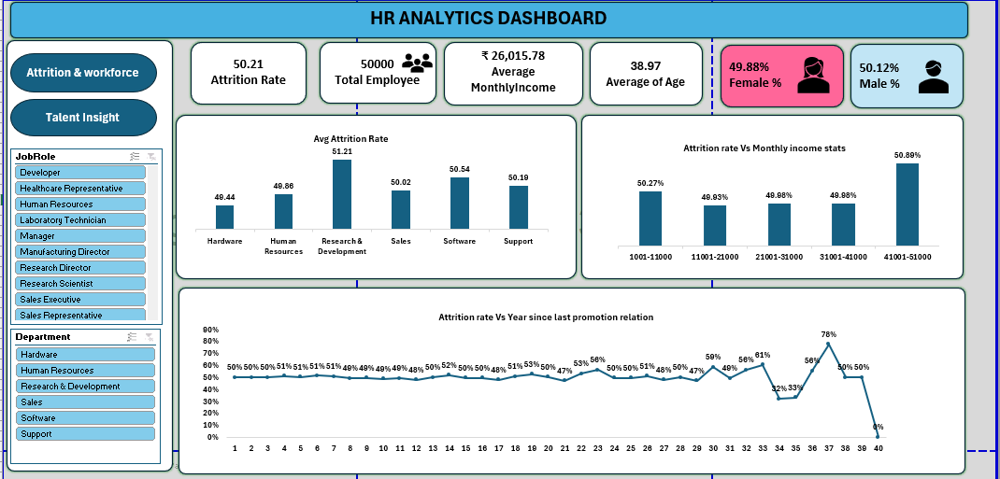 HR ANALYTICS DASHBOARD
Attrition & workforce
Talent Insight
50.21
Attrition Rate
50000
Total Employee
₹ 26,015.78
Average
MonthlyIncome
38.97
Average of Age
49.88%
Female %
50.12%
Male %
JobRole
Developer
Healthcare Representative
Human Resources
Laboratory Technician
Manager
Manufacturing Director
Research Director
Research Scientist
Sales Executive
Sales Representative
Department
Hardware
Human Resources
Research & Development
Sales
Software
Support
Avg Attrition Rate
49.44 49.86 51.21 50.02 50.54 50.19
Hardware Human Resources Research & Development Sales Software Support
Attrition rate Vs Monthly income stats
50.27% 49.93% 49.98% 49.98% 50.89%
1001-11000 11001-21000 21001-31000 31001-41000 41001-51000
Attrition rate Vs Year since last promotion relation
90%
80%
70%
60%
50%
40%
30%
20%
10%
0%
50% 50% 50% 51% 51% 51% 51% 49% 49% 49% 49% 48% 50% 52% 50% 50% 48% 51% 53% 50% 47% 53% 56% 50% 50% 51% 48% 50% 47% 59% 49% 56% 61% 32% 33% 56% 78% 50% 50% 0%
1 2 3 4 5 6 7 8 9 10 11 12 13 14 15 16 17 18 19 20 21 22 23 24 25 26 27 28 29 30 31 32 33 34 35 36 37 38 39 40